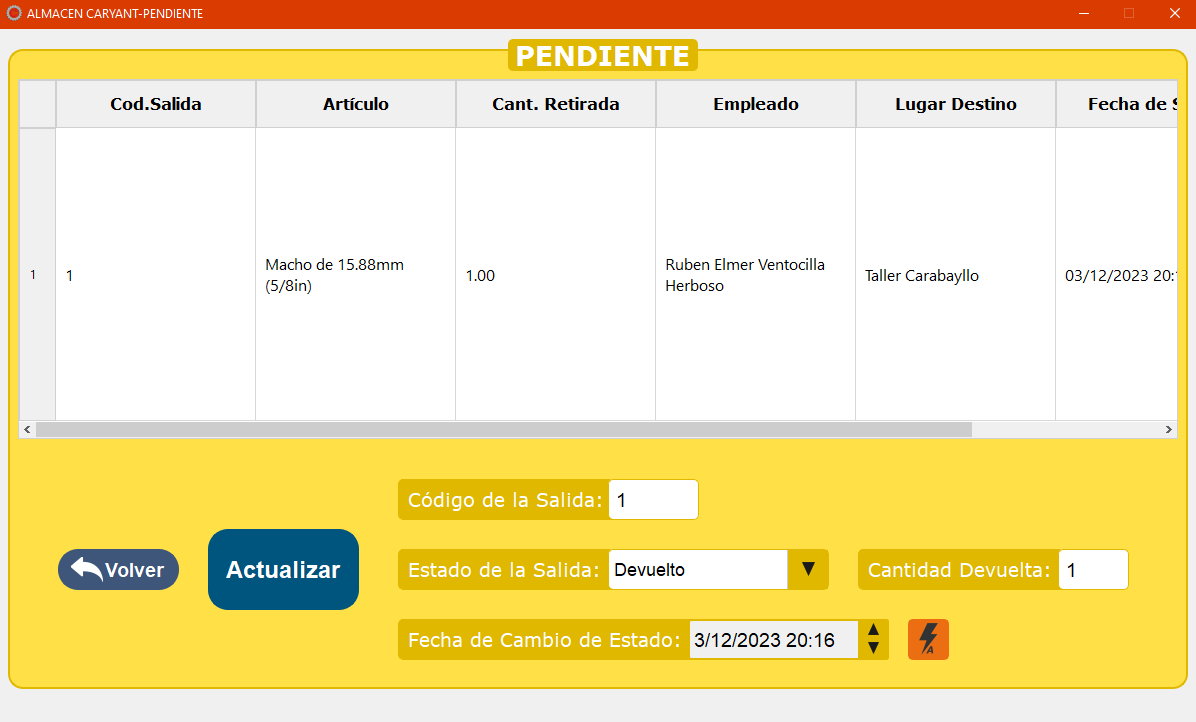 ALMACEN CARYANT-PENDIENTE
PENDIENTE
Cod.Salida Artículo Cant. Retirada Empleado Lugar Destino Fecha de S
1 1 Macho de 15.88mm (5/8in) 1.00 Ruben Elmer Ventocilla Herboso Taller Carabayllo 03/12/2023 20:
Código de la Salida: 1
Volver
Actualizar
Estado de la Salida: Devuelto
Cantidad Devuelta: 1
Fecha de Cambio de Estado: 3/12/2023 20:16
A